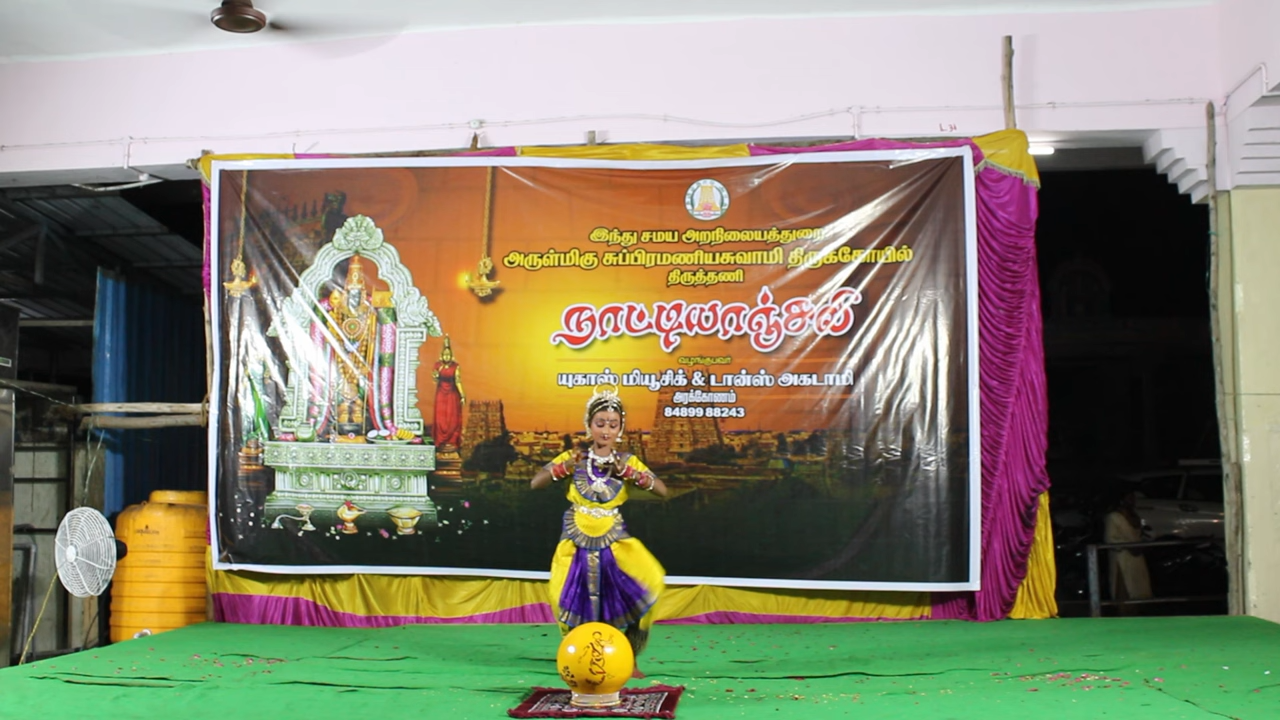 இந்து சமய அறநிலையத்துறை
அருள்மிகு சுப்பிரமணியசுவாமி திருக்கோயில்
திருத்தணி
நாட்டியாஞ்சலி
வழங்குபவர்
யுகாஸ் மியூசிக் & டான்ஸ் அகடாமி
அரக்கோணம்
84899 88243